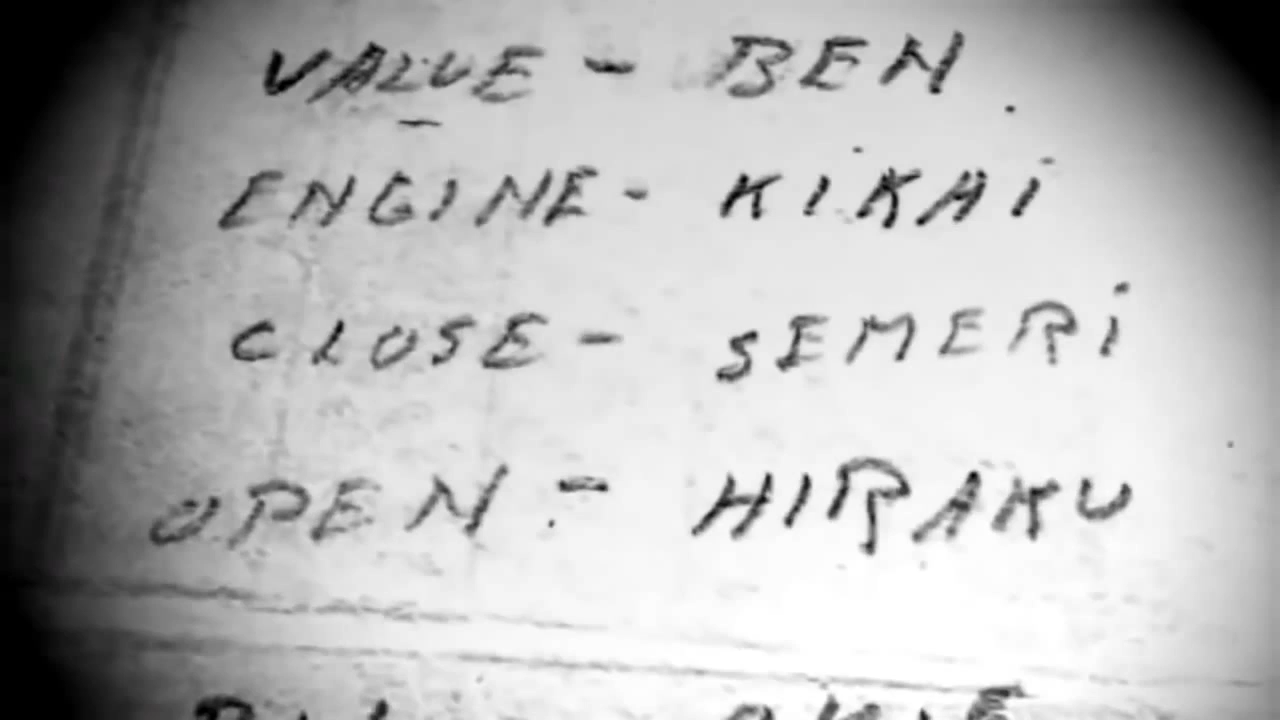 VALVE - BEN.
ENGINE - KIKAI
CLOSE - SEMERI
OPEN - HIRAKU